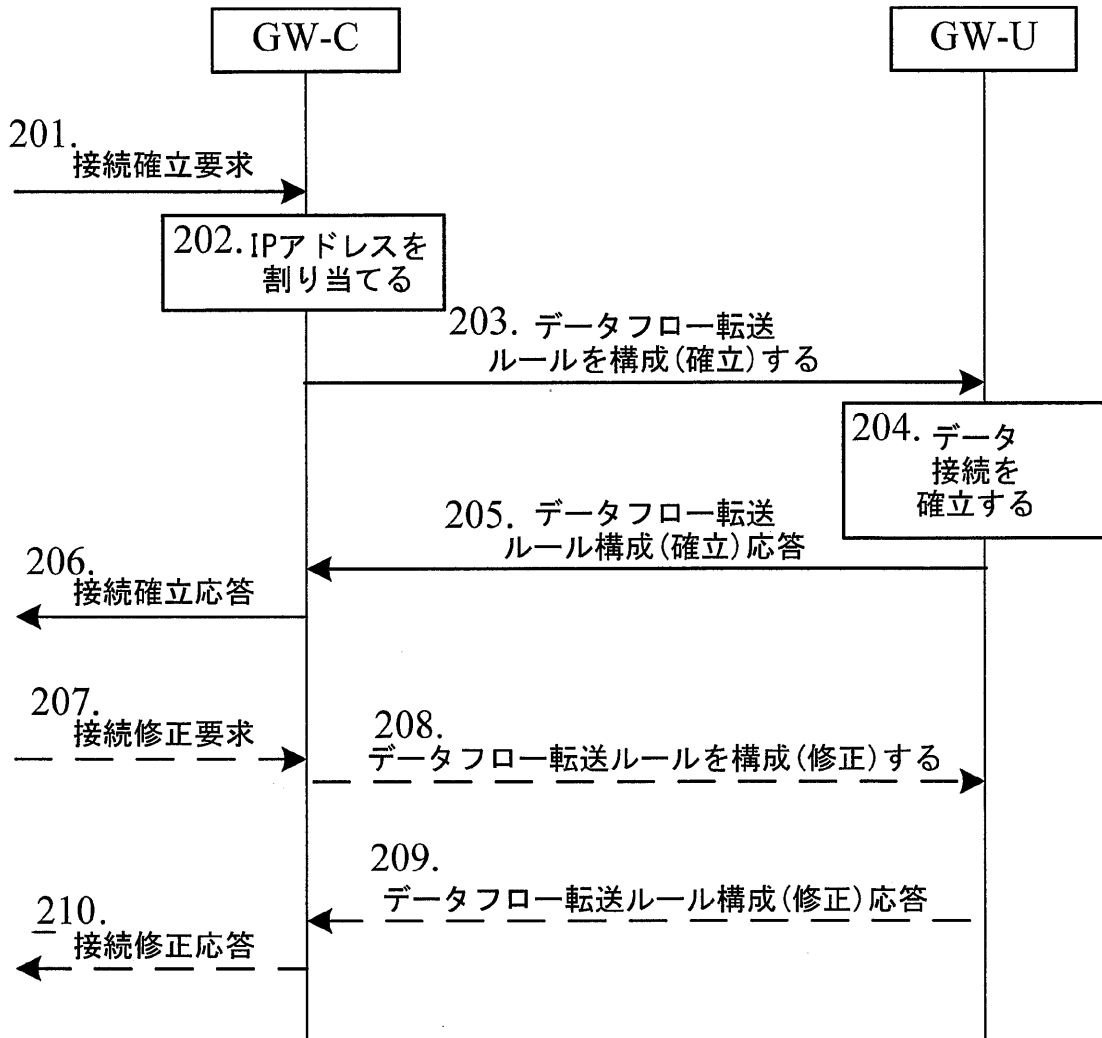 GW-C
GW-U
201.
接続確立要求
202. IPアドレスを
割り当てる
203. データフロー転送
ルールを構成(確立)する
204. データ
接続を
確立する
205. データフロー転送
ルール構成(確立)応答
206.
接続確立応答
207.
接続修正要求
208.
データフロー転送ルールを構成(修正)する
209.
データフロー転送ルール構成(修正)応答
210.
接続修正応答